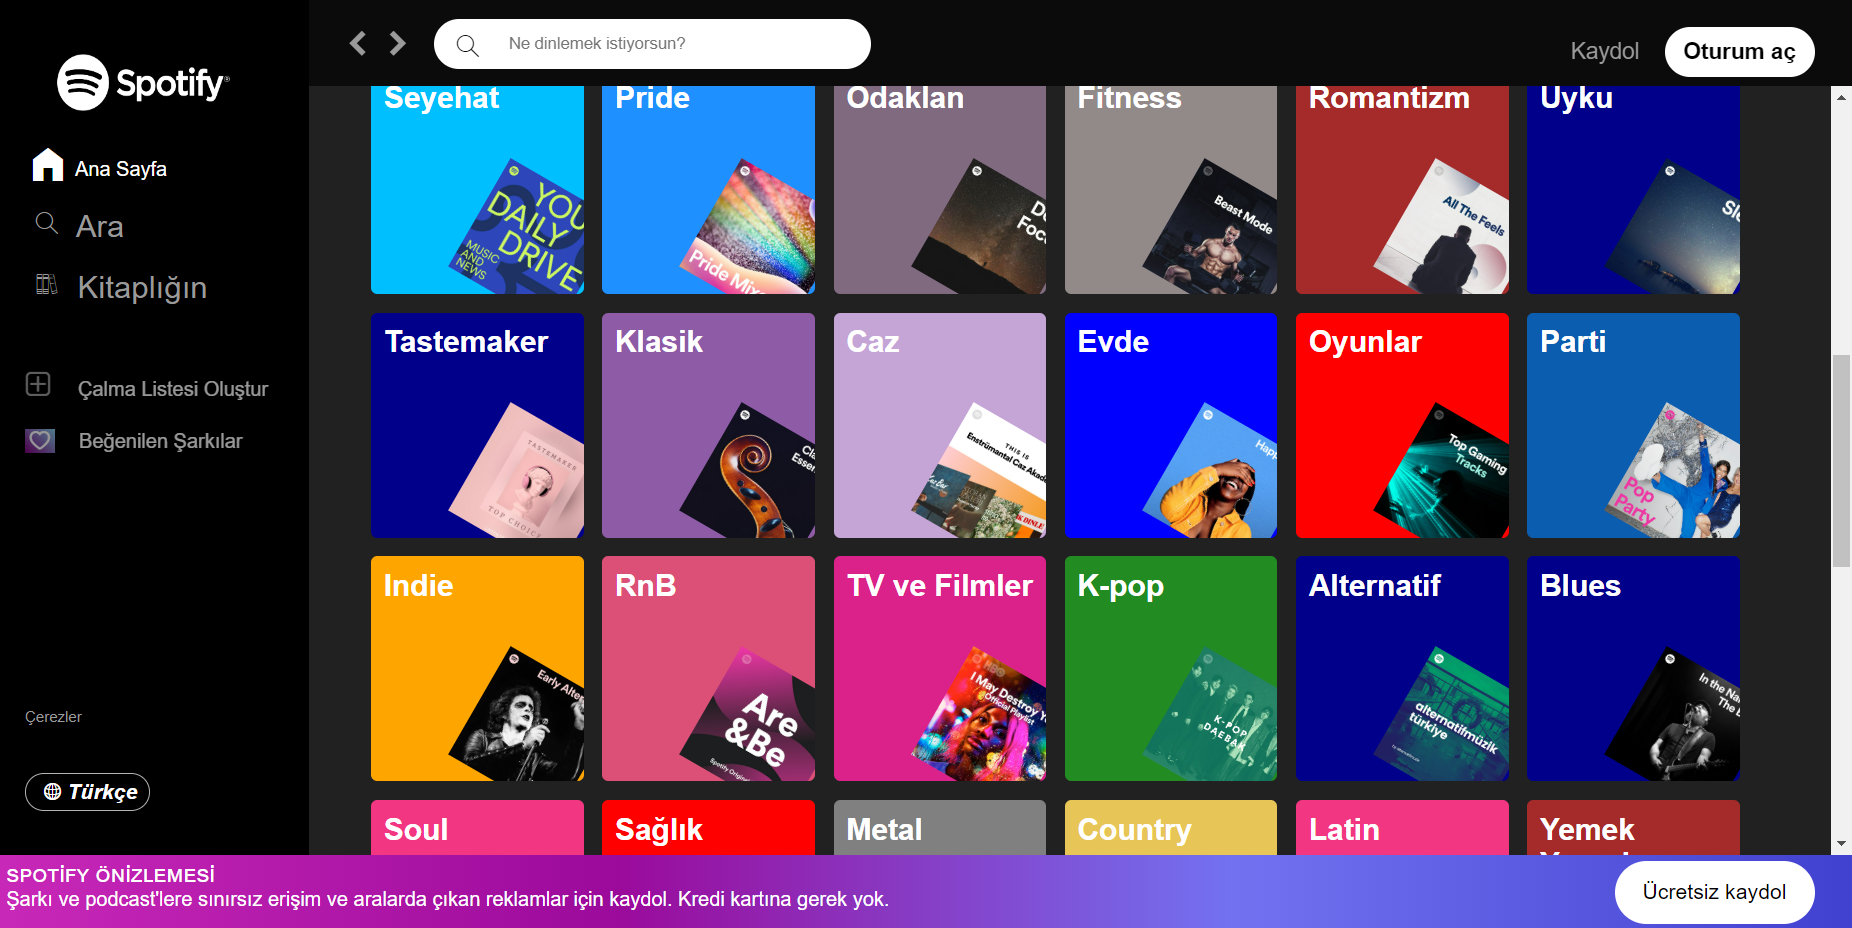 Spotify
Ana Sayfa
Ara
Kitaplığın
Çalma Listesi Oluştur
Beğenilen Şarkılar
Çerezler
Türkçe
Ne dinlemek istiyorsun?
Kaydol
Oturum aç
Seyehat
YOU
DAILY
DRIVE
MUSIC
AND
NEWS
Pride
Pride
Odaklan
Fitness
Beast Mode
Romantizm
All The Feels
Uyku
Tastemaker
TASTEMAKER
TOP CHOICE
Klasik
Caz
THIS IS
Enstrümantal Caz
Evde
Oyunlar
Top Gaming
Tracks
Parti
Pop
Party
Indie
Early
RnB
Are
&Be
TV ve Filmler
HBO
I May Destroy
Official Playlist
K-pop
K-POP
DAEBAK
Alternatif
alternatifmüzik
türkiye
Blues
In the
The
Soul
Sağlık
Metal
Country
Latin
Yemek
SPOTİFY ÖNİZLEMESİ
Şarkı ve podcast'lere sınırsız erişim ve aralarda çıkan reklamlar için kaydol. Kredi kartına gerek yok.
Ücretsiz kaydol